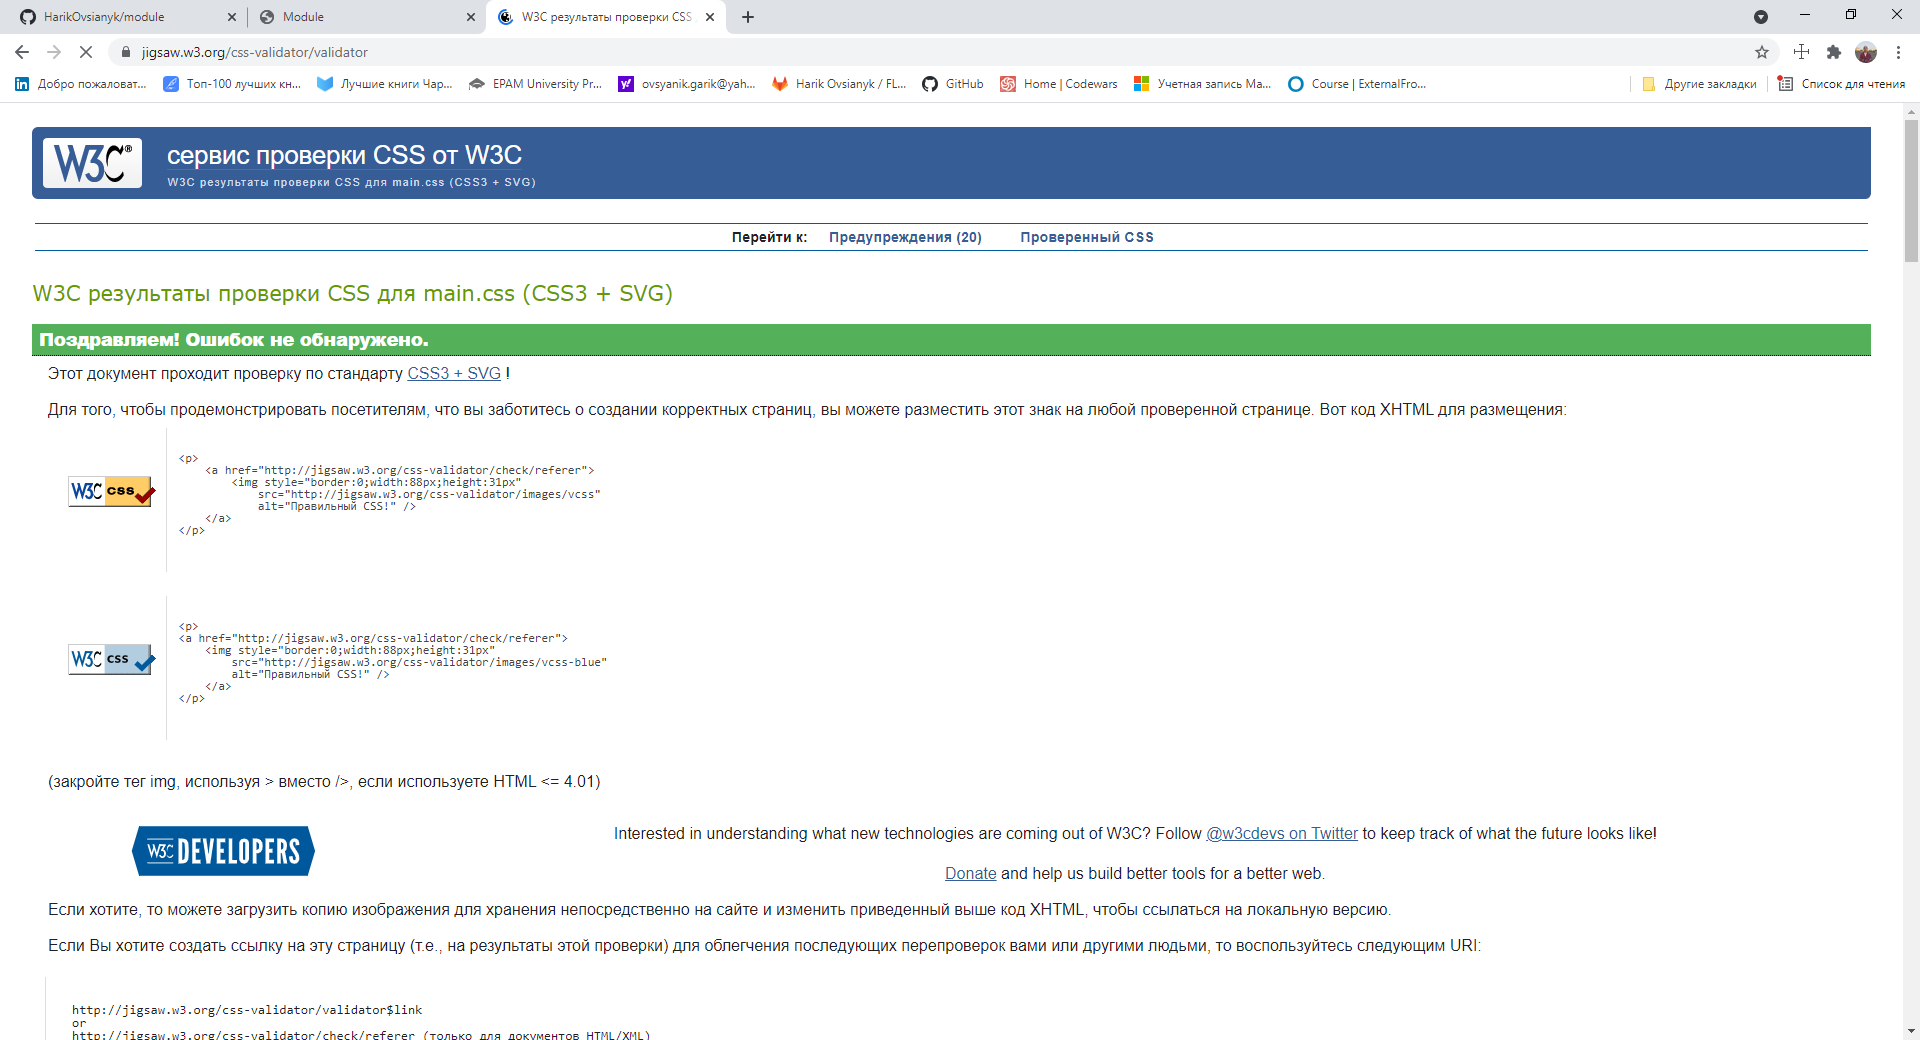 HarikOvsianyk/module
Module
W3C результаты проверки CSS
jigsaw.w3.org/css-validator/validator
Добро пожаловат...
Топ-100 лучших кн...
Лучшие книги Чар...
EPAM University Pr...
ovsyanik.garik@yah...
Harik Ovsianyk / FL...
GitHub
Home | Codewars
Учетная запись Ма...
Course | ExternalFro...
Другие закладки
Список для чтения
W3C®
сервис проверки CSS от W3C
W3C результаты проверки CSS для main.css (CSS3 + SVG)
Перейти к: Предупреждения (20) Проверенный CSS
W3C результаты проверки CSS для main.css (CSS3 + SVG)
Поздравляем! Ошибок не обнаружено.
Этот документ проходит проверку по стандарту CSS3 + SVG !
Для того, чтобы продемонстрировать посетителям, что вы заботитесь о создании корректных страниц, вы можете разместить этот знак на любой проверенной странице. Вот код XHTML для размещения:
W3C css
<p>
<a href="http://jigsaw.w3.org/css-validator/check/referer">
<img style="border:0;width:88px;height:31px"
src="http://jigsaw.w3.org/css-validator/images/vcss"
alt="Правильный CSS!" />
</a>
</p>
W3C css
<p>
<a href="http://jigsaw.w3.org/css-validator/check/referer">
<img style="border:0;width:88px;height:31px"
src="http://jigsaw.w3.org/css-validator/images/vcss-blue"
alt="Правильный CSS!" />
</a>
</p>
(закройте тег img, используя > вместо />, если используете HTML <= 4.01)
W3C DEVELOPERS
Interested in understanding what new technologies are coming out of W3C? Follow @w3cdevs on Twitter to keep track of what the future looks like!
Donate and help us build better tools for a better web.
Если хотите, то можете загрузить копию изображения для хранения непосредственно на сайте и изменить приведенный выше код XHTML, чтобы ссылаться на локальную версию.
Если Вы хотите создать ссылку на эту страницу (т.е., на результаты этой проверки) для облегчения последующих перепроверок вами или другими людьми, то воспользуйтесь следующим URI:
http://jigsaw.w3.org/css-validator/validator$link
or
http://jigsaw.w3.org/css-validator/check/referer (только для документов HTML/XML)